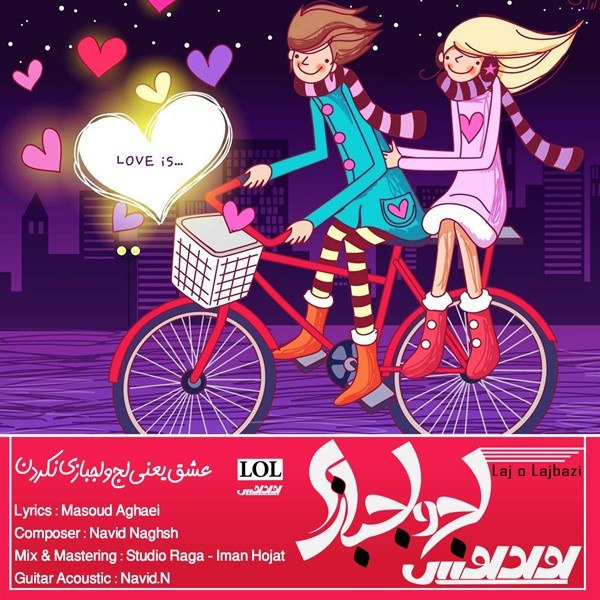 LOVE is...
Laj o Lajbazi
لج و لجبازی
عشق یعنی لج و لجبازی نکردن
LOL
Lyrics : Masoud Aghaei
Composer : Navid Naghsh
Mix & Mastering : Studio Raga - Iman Hojat
Guitar Acoustic : Navid.N